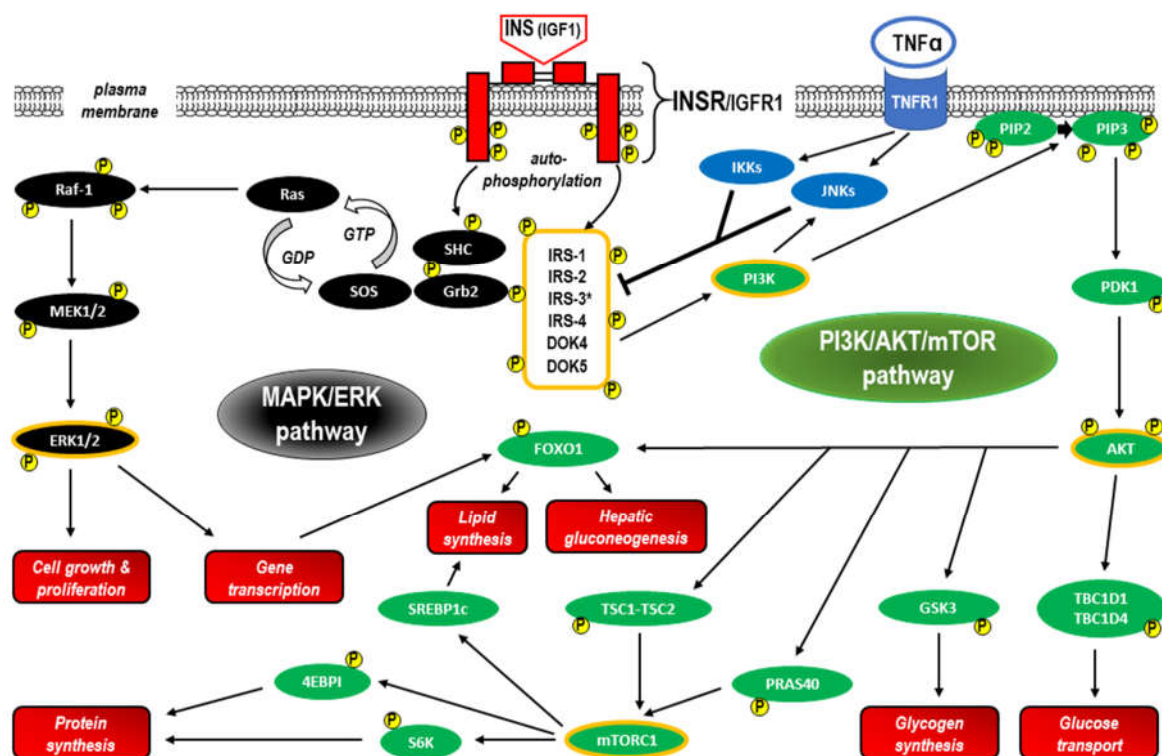 INS (IGF1)
TNFα
plasma
membrane
INSR/IGFR1
TNFR1
P
P
P
P
P
P
P
PIP2
PIP3
P
P
P
P
P
auto-
phosphorylation
IKKs
JNKs
P
Raf-1
P
P
Ras
GTP
GDP
P
SHC
P
SOS
Grb2
P
P
IRS-1
IRS-2
IRS-3*
IRS-4
DOK4
DOK5
P
P
P
P
PI3K
PDK1
P
P
MEK1/2
P
PI3K/AKT/mTOR
pathway
MAPK/ERK
pathway
P
ERK1/2
P
P
FOXO1
P
P
AKT
Lipid
synthesis
Hepatic
gluconeogenesis
Cell growth &
proliferation
Gene
transcription
SREBP1c
TSC1-TSC2
P
GSK3
P
TBC1D1
TBC1D4
P
P
4EBPI
PRAS40
P
Protein
synthesis
P
S6K
mTORC1
Glycogen
synthesis
Glucose
transport